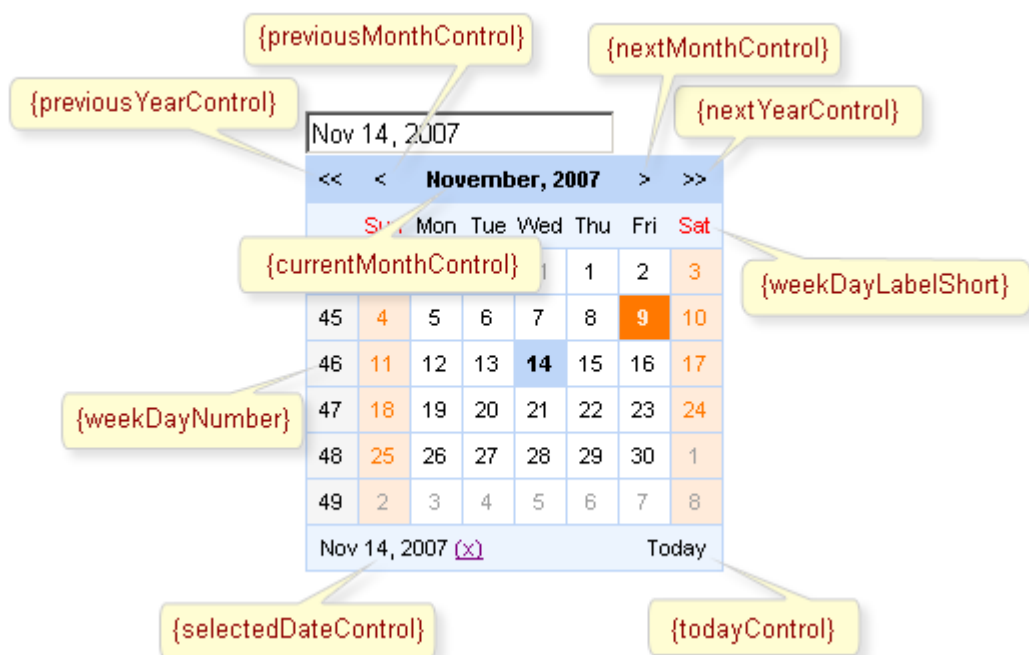 {previousMonthControl}
{nextMonthControl}
{previousYearControl}
{nextYearControl}
Nov 14, 2007
<< < November, 2007 > >>
Sun Mon Tue Wed Thu Fri Sat
{currentMonthControl}
1 1 2 3
{weekDayLabelShort}
45 4 5 6 7 8 9 10
46 11 12 13 14 15 16 17
{weekDayNumber}
47 18 19 20 21 22 23 24
48 25 26 27 28 29 30 1
49 2 3 4 5 6 7 8
Nov 14, 2007 (x) Today
{selectedDateControl}
{todayControl}